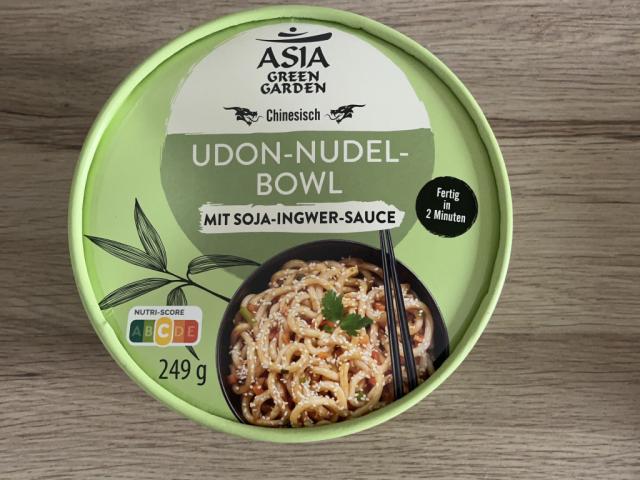 ASIA
GREEN
GARDEN
Chinesisch
UDON-NUDEL-
BOWL
MIT SOJA-INGWER-SAUCE
Fertig
in
2 Minuten
NUTRI-SCORE
A B C D E
249 g